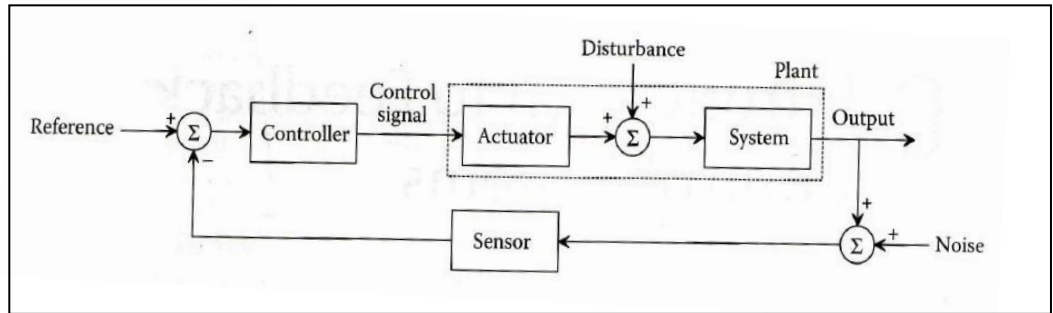 Disturbance
Plant
Control
signal
Output
Reference
+
Σ
−
Controller
Actuator
+
+
Σ
System
+
Sensor
Σ
+
Noise